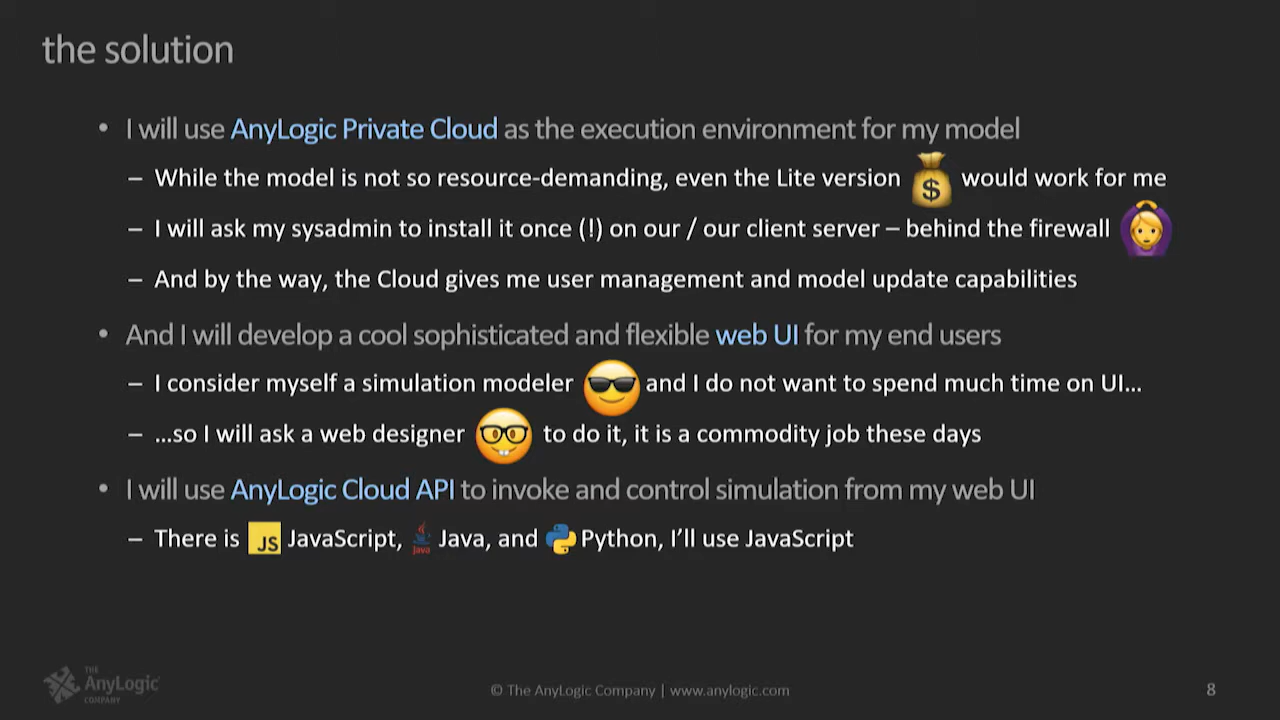 the solution
• I will use AnyLogic Private Cloud as the execution environment for my model
– While the model is not so resource-demanding, even the Lite version $ would work for me
– I will ask my sysadmin to install it once (!) on our / our client server – behind the firewall
– And by the way, the Cloud gives me user management and model update capabilities
• And I will develop a cool sophisticated and flexible web UI for my end users
– I consider myself a simulation modeler and I do not want to spend much time on UI...
– ...so I will ask a web designer to do it, it is a commodity job these days
• I will use AnyLogic Cloud API to invoke and control simulation from my web UI
– There is JS JavaScript, Java Java, and Python, I'll use JavaScript
THE
AnyLogic
COMPANY
© The AnyLogic Company | www.anylogic.com
8